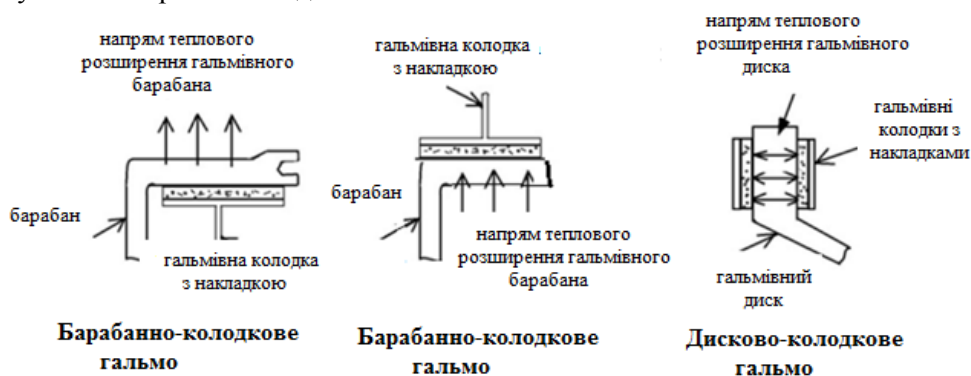 напрям теплового
розширення гальмівного
барабана
барабан
гальмівна колодка
з накладкою
Барабанно-колодкове
гальмо
гальмівна колодка
з накладкою
барабан
напрям теплового
розширення гальмівного
барабана
Барабанно-колодкове
гальмо
напрям теплового
розширення гальмівного
диска
гальмівні
колодки з
накладками
гальмівний
диск
Дисково-колодкове
гальмо